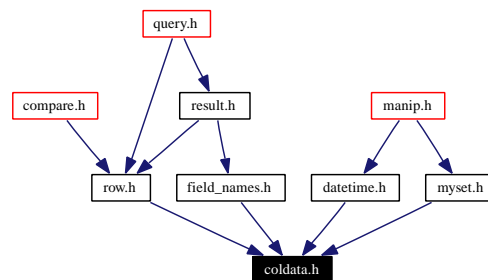 query.h
compare.h
result.h
manip.h
row.h
field_names.h
datetime.h
myset.h
coldata.h